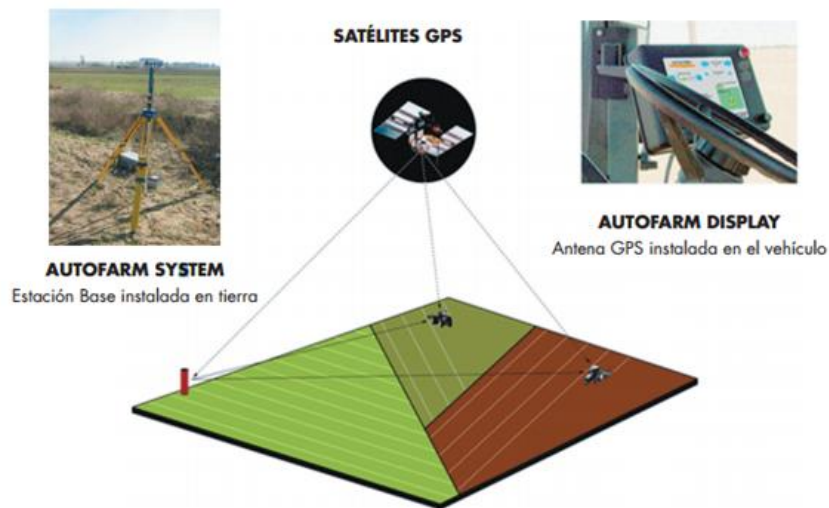 SATÉLITES GPS
AUTOFARM SYSTEM
Estación Base instalada en tierra
AUTOFARM DISPLAY
Antena GPS instalada en el vehículo